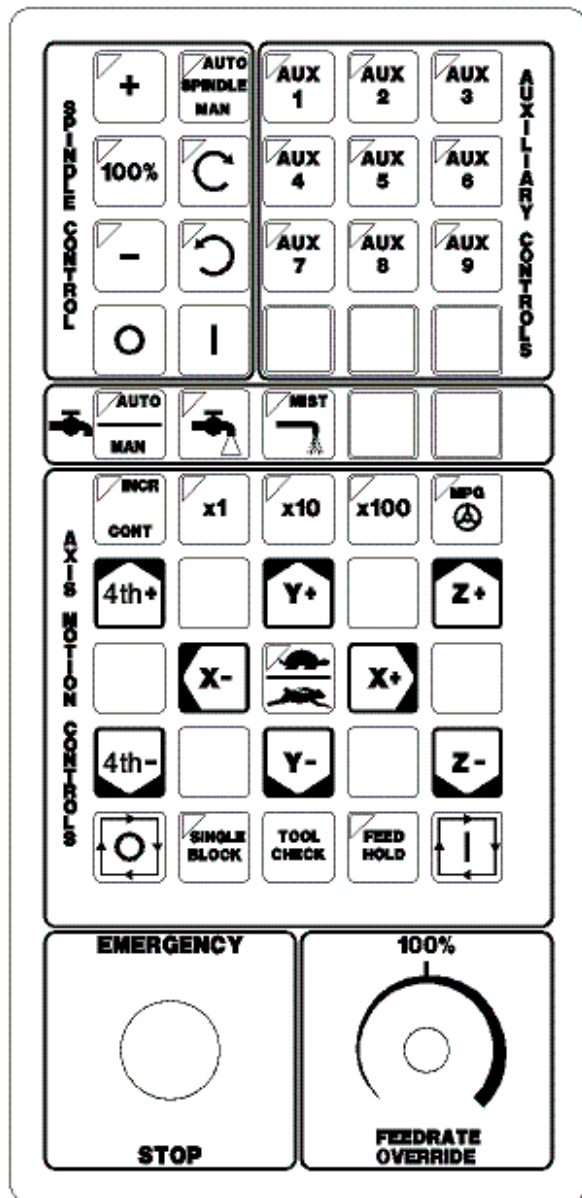 SPINDLE CONTROL
+
AUTO
SPINDLE
MAN
100%
-
O
I
AUX
1
AUX
2
AUX
3
AUX
4
AUX
5
AUX
6
AUX
7
AUX
8
AUX
9
AUXILIARY CONTROLS
AUTO
MAN
MIST
AXIS MOTION CONTROLS
INCR
CONT
x1
x10
x100
MPG
4th+
Y+
Z+
X-
X+
4th-
Y-
Z-
O
SINGLE
BLOCK
TOOL
CHECK
FEED
HOLD
I
EMERGENCY
STOP
100%
FEEDRATE
OVERRIDE